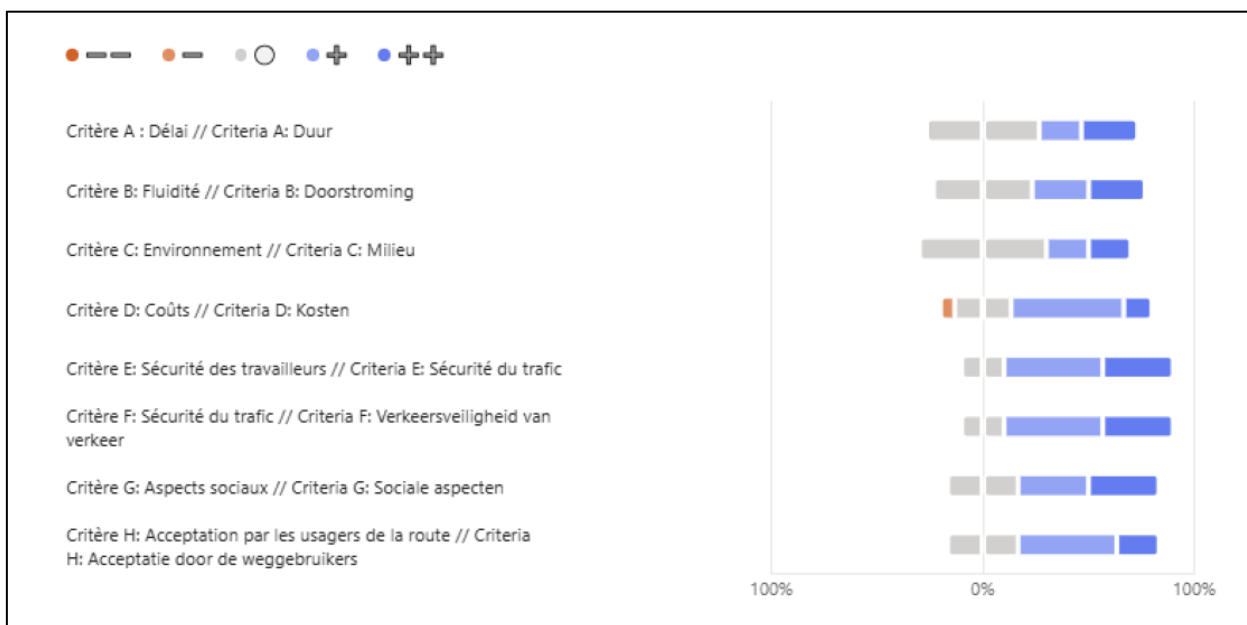 Critère A : Délai // Criteria A: Duur
Critère B: Fluidité // Criteria B: Doorstroming
Critère C: Environnement // Criteria C: Milieu
Critère D: Coûts // Criteria D: Kosten
Critère E: Sécurité des travailleurs // Criteria E: Sécurité du trafic
Critère F: Sécurité du trafic // Criteria F: Verkeersveiligheid van
verkeer
Critère G: Aspects sociaux // Criteria G: Sociale aspecten
Critère H: Acceptation par les usagers de la route // Criteria
H: Acceptatie door de weggebruikers
100% 0% 100%